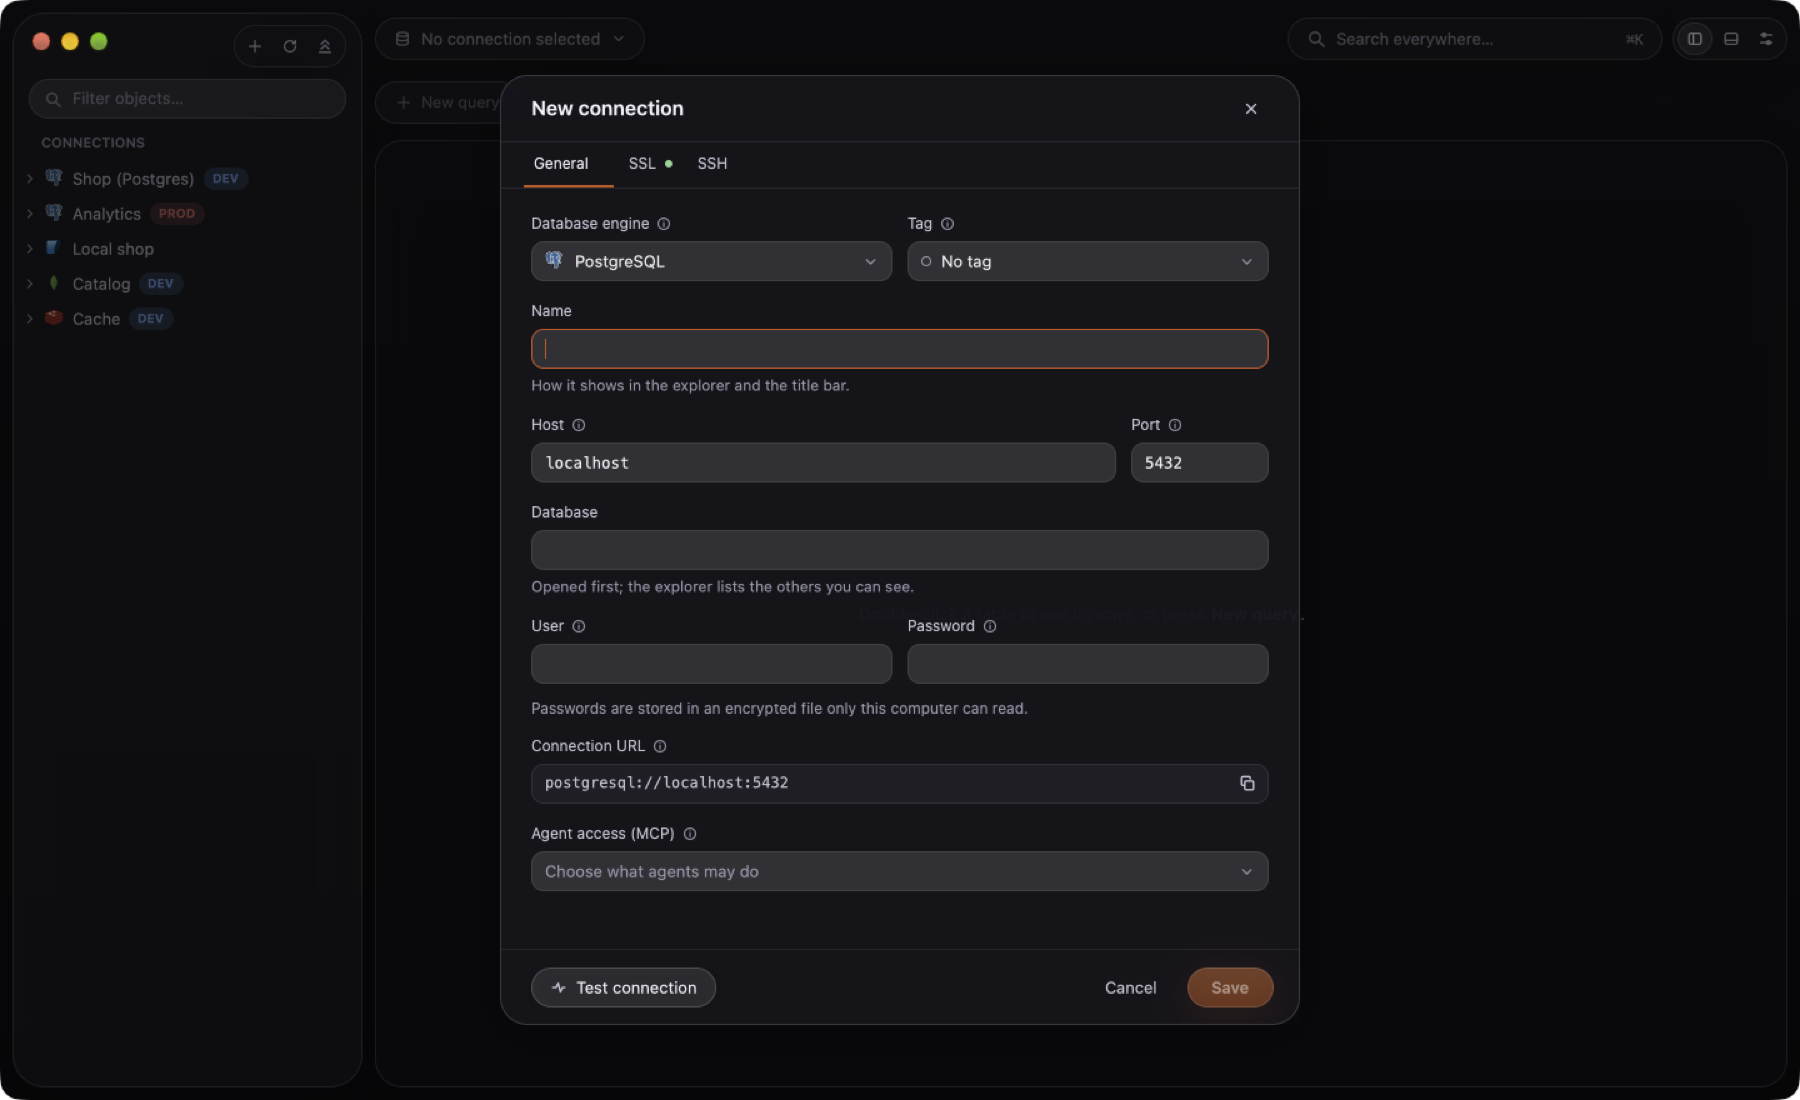 No connection selected
Search everywhere...
⌘K
Filter objects...
New query
CONNECTIONS
Shop (Postgres) DEV
Analytics PROD
Local shop
Catalog DEV
Cache DEV
New connection
General
SSL
SSH
Database engine
Tag
PostgreSQL
No tag
Name
How it shows in the explorer and the title bar.
Host
Port
localhost
5432
Database
Opened first; the explorer lists the others you can see.
New query.
User
Password
Passwords are stored in an encrypted file only this computer can read.
Connection URL
postgresql://localhost:5432
Agent access (MCP)
Choose what agents may do
Test connection
Cancel
Save